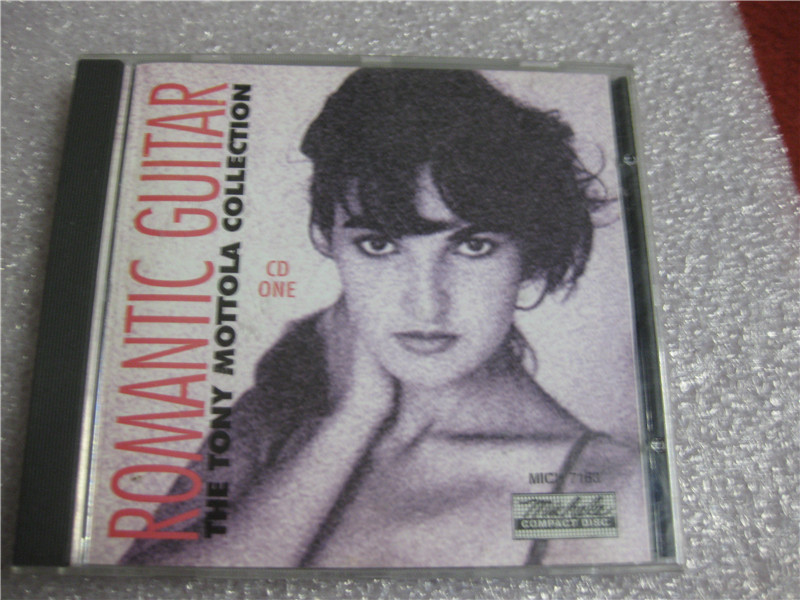 ROMANTIC GUITAR
THE TONY MOTTOLA COLLECTION
CD
ONE
COMPACT DISC